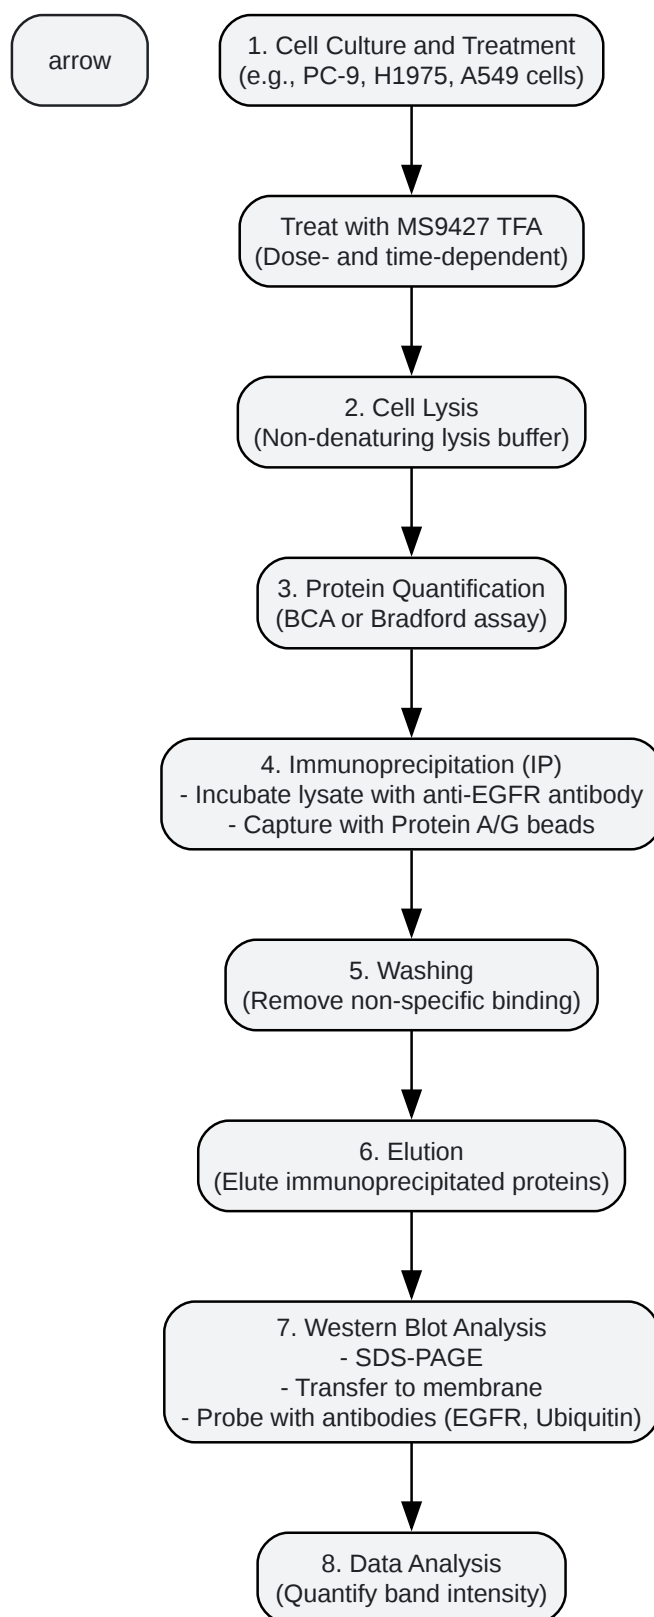 arrow
1. Cell Culture and Treatment
(e.g., PC-9, H1975, A549 cells)
Treat with MS9427 TFA
(Dose- and time-dependent)
2. Cell Lysis
(Non-denaturing lysis buffer)
3. Protein Quantification
(BCA or Bradford assay)
4. Immunoprecipitation (IP)
- Incubate lysate with anti-EGFR antibody
- Capture with Protein A/G beads
5. Washing
(Remove non-specific binding)
6. Elution
(Elute immunoprecipitated proteins)
7. Western Blot Analysis
- SDS-PAGE
- Transfer to membrane
- Probe with antibodies (EGFR, Ubiquitin)
8. Data Analysis
(Quantify band intensity)